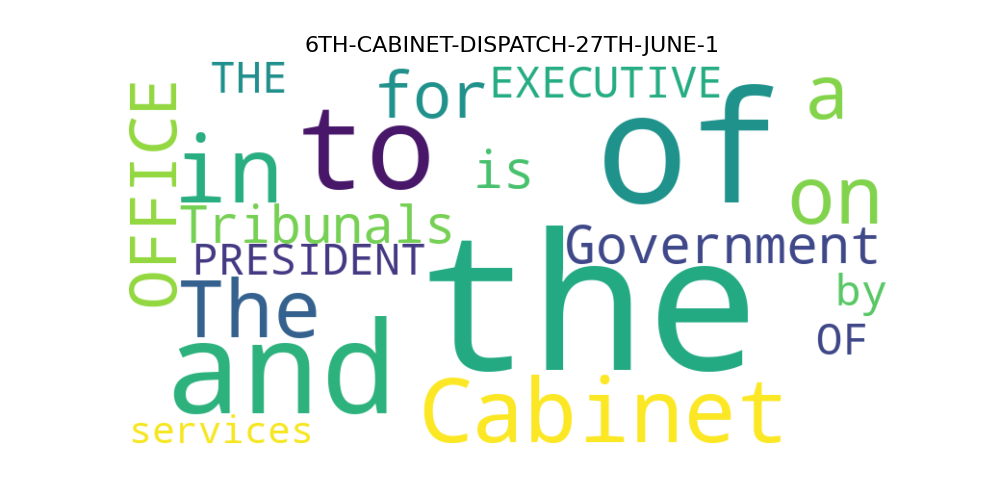 6TH-CABINET-DISPATCH-27TH-JUNE-1
THE
for
EXECUTIVE
a
OFFICE
in
to
is
of
on
Tribunals
PRESIDENT
the
Government
The
by
OF
and
Cabinet
services